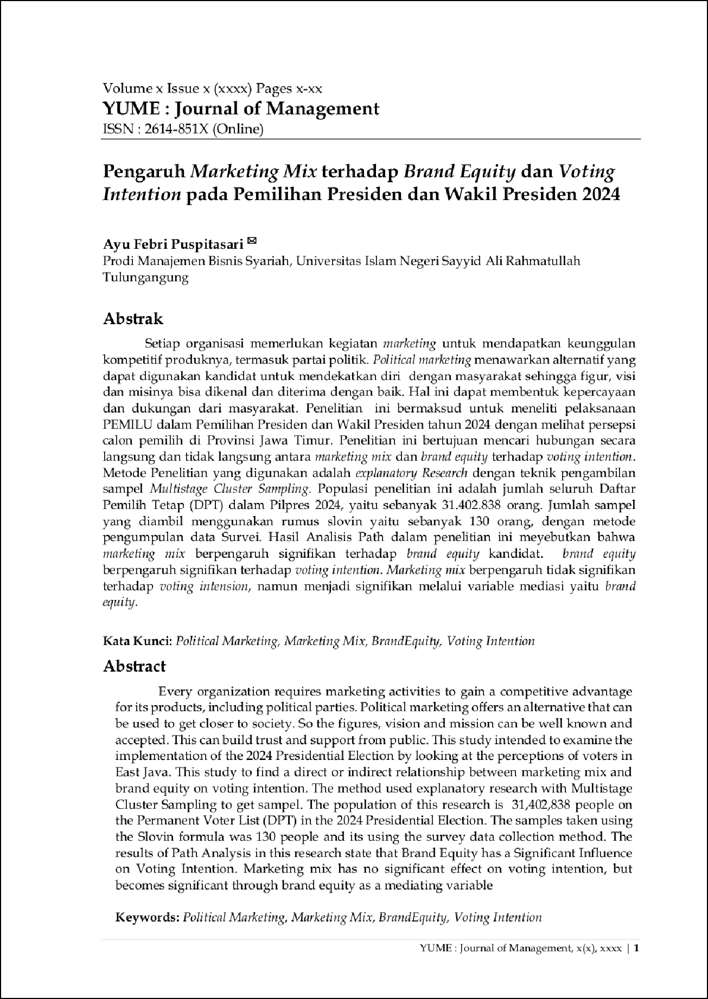 Volume x Issue x (xxxx) Pages x-xx
YUME : Journal of Management
ISSN : 2614-851X (Online)
Pengaruh Marketing Mix terhadap Brand Equity dan Voting
Intention pada Pemilihan Presiden dan Wakil Presiden 2024
Ayu Febri Puspitasari ✉
Prodi Manajemen Bisnis Syariah, Universitas Islam Negeri Sayyid Ali Rahmatullah
Tulungangung
Abstrak
Setiap organisasi memerlukan kegiatan marketing untuk mendapatkan keunggulan
kompetitif produknya, termasuk partai politik. Political marketing menawarkan alternatif yang
dapat digunakan kandidat untuk mendekatkan diri dengan masyarakat sehingga figur, visi
dan misinya bisa dikenal dan diterima dengan baik. Hal ini dapat membentuk kepercayaan
dan dukungan dari masyarakat. Penelitian ini bermaksud untuk meneliti pelaksanaan
PEMILU dalam Pemilihan Presiden dan Wakil Presiden tahun 2024 dengan melihat persepsi
calon pemilih di Provinsi Jawa Timur. Penelitian ini bertujuan mencari hubungan secara
langsung dan tidak langsung antara marketing mix dan brand equity terhadap voting intention.
Metode Penelitian yang digunakan adalah explanatory Research dengan teknik pengambilan
sampel Multistage Cluster Sampling. Populasi penelitian ini adalah jumlah seluruh Daftar
Pemilih Tetap (DPT) dalam Pilpres 2024, yaitu sebanyak 31.402.838 orang. Jumlah sampel
yang diambil menggunakan rumus slovin yaitu sebanyak 130 orang, dengan metode
pengumpulan data Survei. Hasil Analisis Path dalam penelitian ini meyebutkan bahwa
marketing mix berpengaruh signifikan terhadap brand equity kandidat. brand equity
berpengaruh signifikan terhadap voting intention. Marketing mix berpengaruh tidak signifikan
terhadap voting intension, namun menjadi signifikan melalui variable mediasi yaitu brand
equity.
Kata Kunci: Political Marketing, Marketing Mix, BrandEquity, Voting Intention
Abstract
Every organization requires marketing activities to gain a competitive advantage
for its products, including political parties. Political marketing offers an alternative that can
be used to get closer to society. So the figures, vision and mission can be well known and
accepted. This can build trust and support from public. This study intended to examine the
implementation of the 2024 Presidential Election by looking at the perceptions of voters in
East Java. This study to find a direct or indirect relationship between marketing mix and
brand equity on voting intention. The method used explanatory research with Multistage
Cluster Sampling to get sampel. The population of this research is 31,402,838 people on
the Permanent Voter List (DPT) in the 2024 Presidential Election. The samples taken using
the Slovin formula was 130 people and its using the survey data collection method. The
results of Path Analysis in this research state that Brand Equity has a Significant Influence
on Voting Intention. Marketing mix has no significant effect on voting intention, but
becomes significant through brand equity as a mediating variable
Keywords: Political Marketing, Marketing Mix, BrandEquity, Voting Intention
YUME : Journal of Management, x(x), xxxx | 1